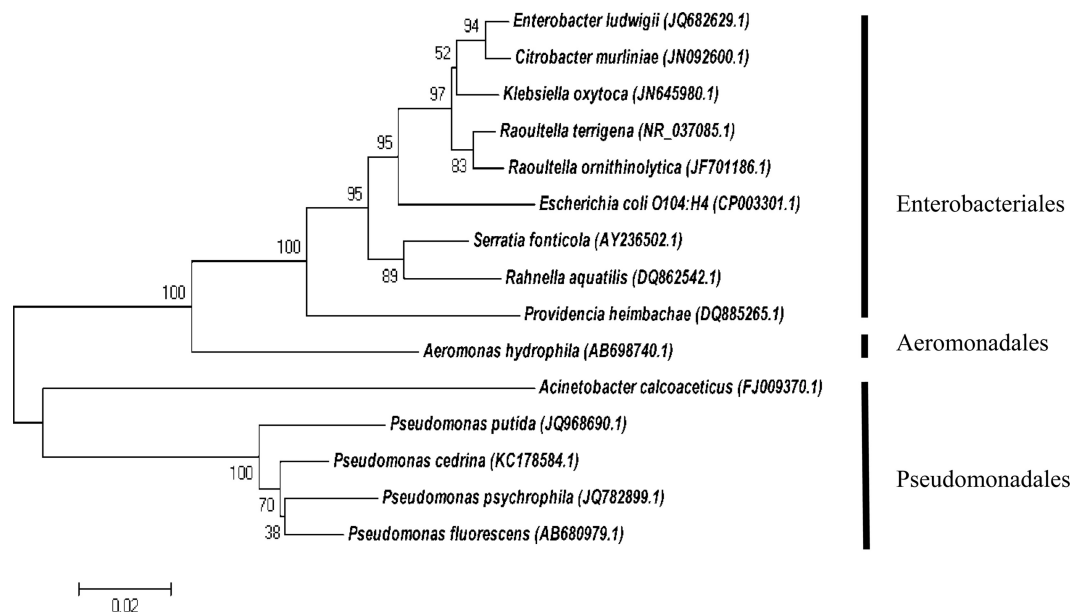 Enterobacter ludwigii (JQ682629.1)
94
Citrobacter murliniae (JN092600.1)
52
Klebsiella oxytoca (JN645980.1)
97
Raoultella terrigena (NR_037085.1)
95
83
Raoultella ornithinolytica (JF701186.1)
95
Escherichia coli O104:H4 (CP003301.1)
Enterobacteriales
Serratia fonticola (AY236502.1)
100
89
Rahnella aquatilis (DQ862542.1)
100
Providencia heimbachae (DQ885265.1)
Aeromonas hydrophila (AB698740.1)
Aeromonadales
Acinetobacter calcoaceticus (FJ009370.1)
Pseudomonas putida (JQ968690.1)
Pseudomonas cedrina (KC178584.1)
100
Pseudomonadales
70
Pseudomonas psychrophila (JQ782899.1)
38
Pseudomonas fluorescens (AB680979.1)
0.02